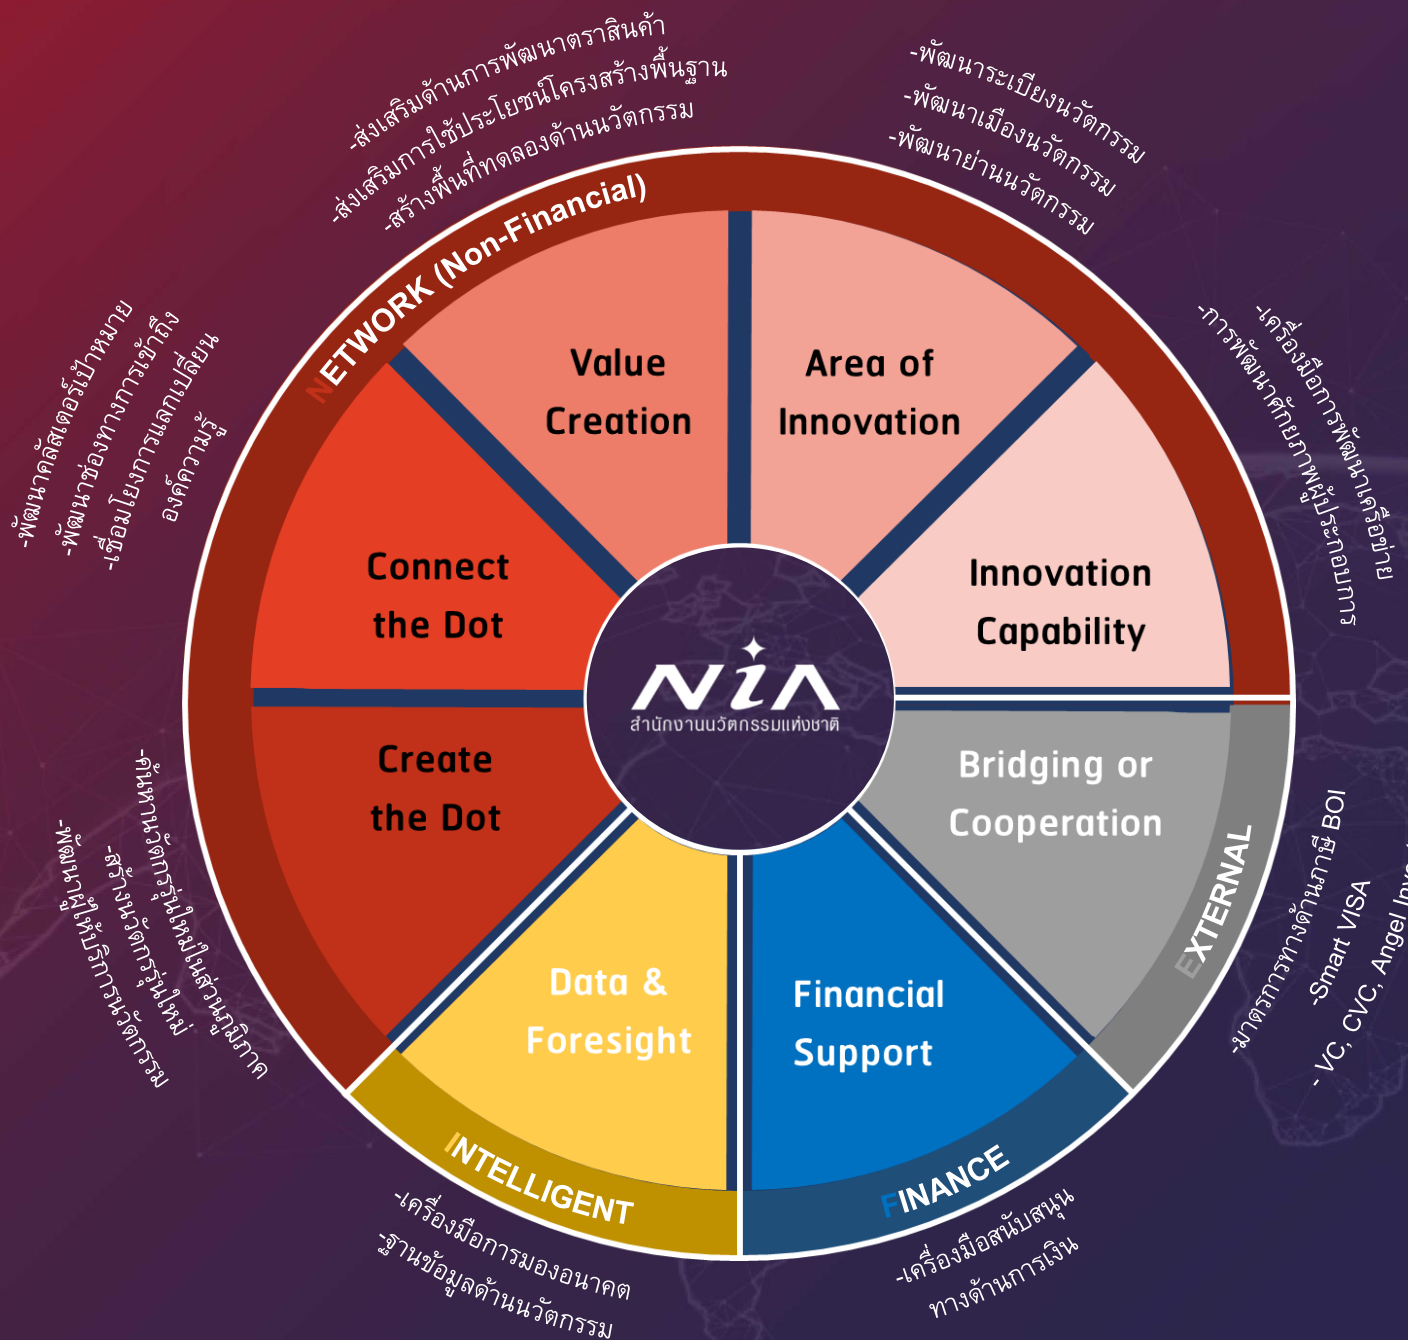 -ส่งเสริมด้านการพัฒนาตราสินค้า
-ส่งเสริมการใช้ประโยชน์โครงสร้างพื้นฐาน
-สร้างพื้นที่ทดลองด้านนวัตกรรม
-พัฒนาระเบียงนวัตกรรม
-พัฒนาเมืองนวัตกรรม
-พัฒนาย่านนวัตกรรม
NETWORK (Non-Financial)
-พัฒนาคลัสเตอร์เป้าหมาย
-พัฒนาช่องทางการเข้าถึง
-เชื่อมโยงการแลกเปลี่ยน
องค์ความรู้
-เครื่องมือการพัฒนาเครือข่าย
-การพัฒนาศักยภาพผู้ประกอบการ
Value
Creation
Area of
Innovation
Connect
the Dot
Innovation
Capability
NiA
สำนักงานนวัตกรรมแห่งชาติ
Create
the Dot
Bridging or
Cooperation
-ค้นหานวัตกรรุ่นใหม่ในส่วนภูมิภาค
-สร้างนวัตกรรุ่นใหม่
-พัฒนาผู้ให้บริการนวัตกรรม
EXTERNAL
-มาตรการทางด้านภาษี BOI
-Smart VISA
- VC, CVC, Angel
Data &
Foresight
Financial
Support
INTELLIGENT
FINANCE
-เครื่องมือการมองอนาคต
-ฐานข้อมูลด้านนวัตกรรม
-เครื่องมือสนับสนุน
ทางด้านการเงิน